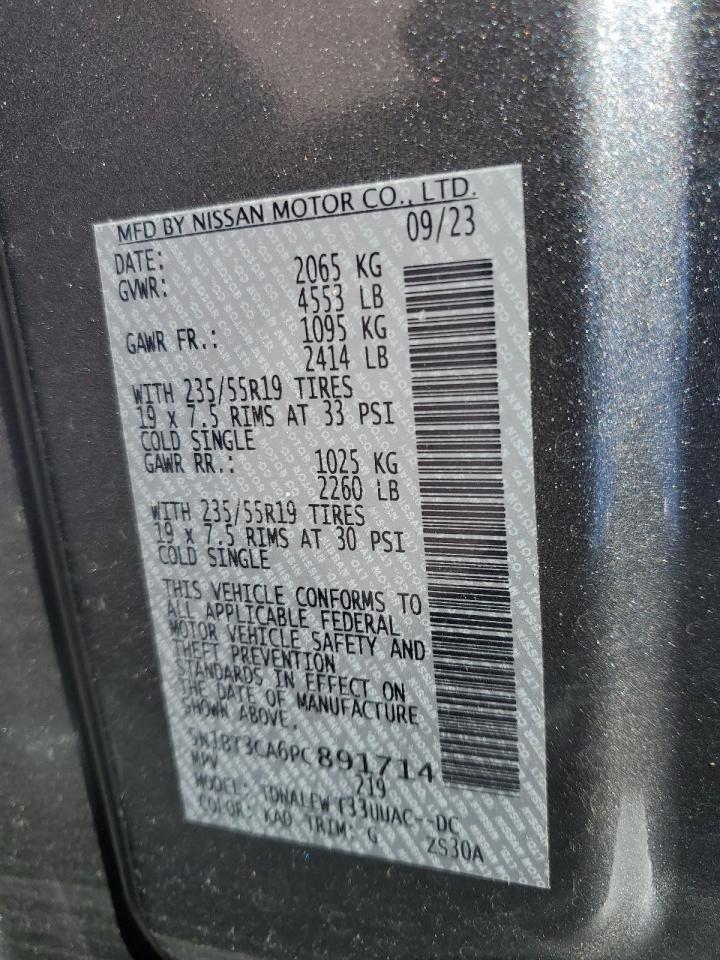 MFD BY NISSAN MOTOR CO., LTD.
DATE: 09/23
GVWR: 2065 KG
4553 LB
GAWR FR.: 1095 KG
2414 LB
WITH 235/55R19 TIRES
19 x 7.5 RIMS AT 33 PSI
COLD SINGLE
GAWR RR.: 1025 KG
2260 LB
WITH 235/55R19 TIRES
19 x 7.5 RIMS AT 30 PSI
COLD SINGLE
THIS VEHICLE CONFORMS TO
ALL APPLICABLE FEDERAL
MOTOR VEHICLE SAFETY AND
THEFT PREVENTION
STANDARDS IN EFFECT ON
THE DATE OF MANUFACTURE
SHOWN ABOVE.
5N1BT3CA6PC891714
MPV 219
MODEL: TDNALEWT33UUAC--DC
COLOR: KAD TRIM: G ZS30A